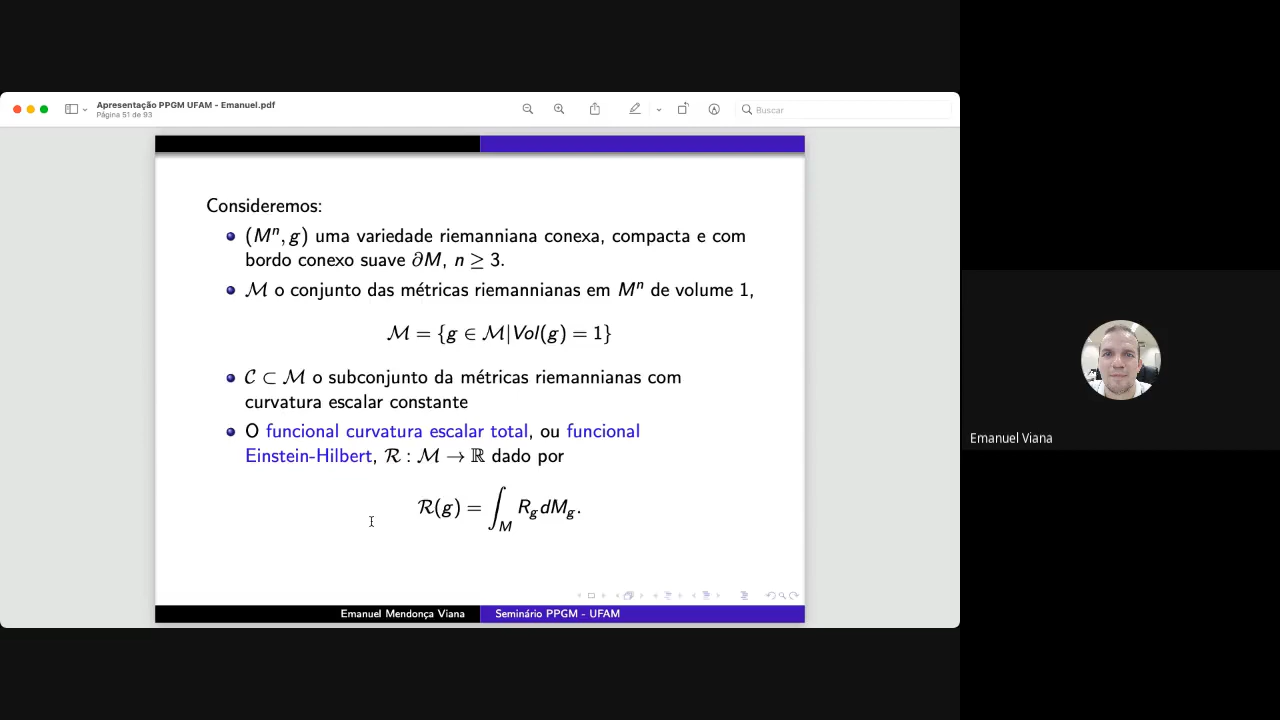 Apresentação PPGM UFAM - Emanuel.pdf
Página 51 de 93
Buscar
Consideremos:
(Mⁿ, g) uma variedade riemanniana conexa, compacta e com
bordo conexo suave ∂M, n ≥ 3.
ℳ o conjunto das métricas riemannianas em Mⁿ de volume 1,
ℳ = {g ∈ ℳ|Vol(g) = 1}
𝒞 ⊂ ℳ o subconjunto da métricas riemannianas com
curvatura escalar constante
O funcional curvatura escalar total, ou funcional
Einstein-Hilbert, ℛ : ℳ → ℝ dado por
ℛ(g) = ∫_M R_g dM_g.
Emanuel Mendonça Viana
Seminário PPGM - UFAM
Emanuel Viana